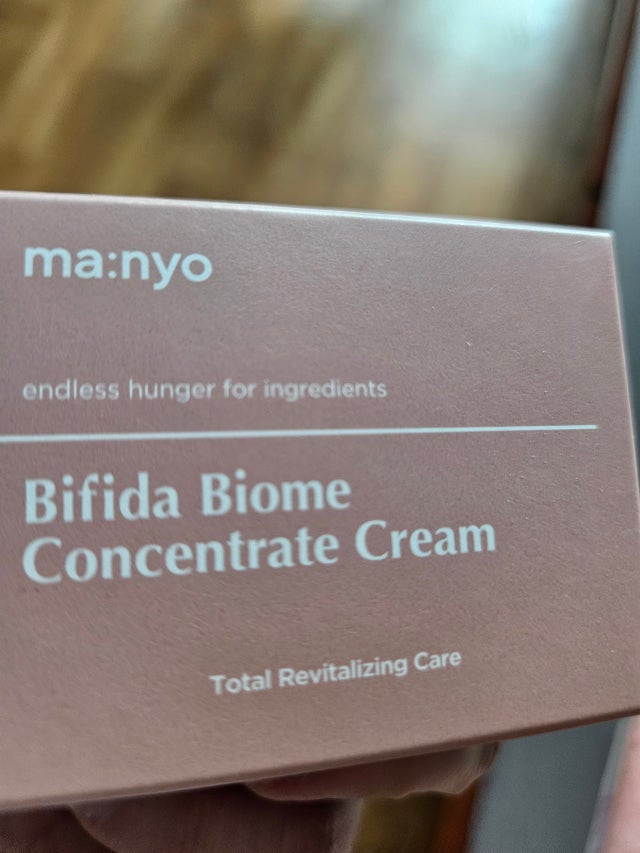 ma:nyo
endless hunger for ingredients
Bifida Biome
Concentrate Cream
Total Revitalizing Care